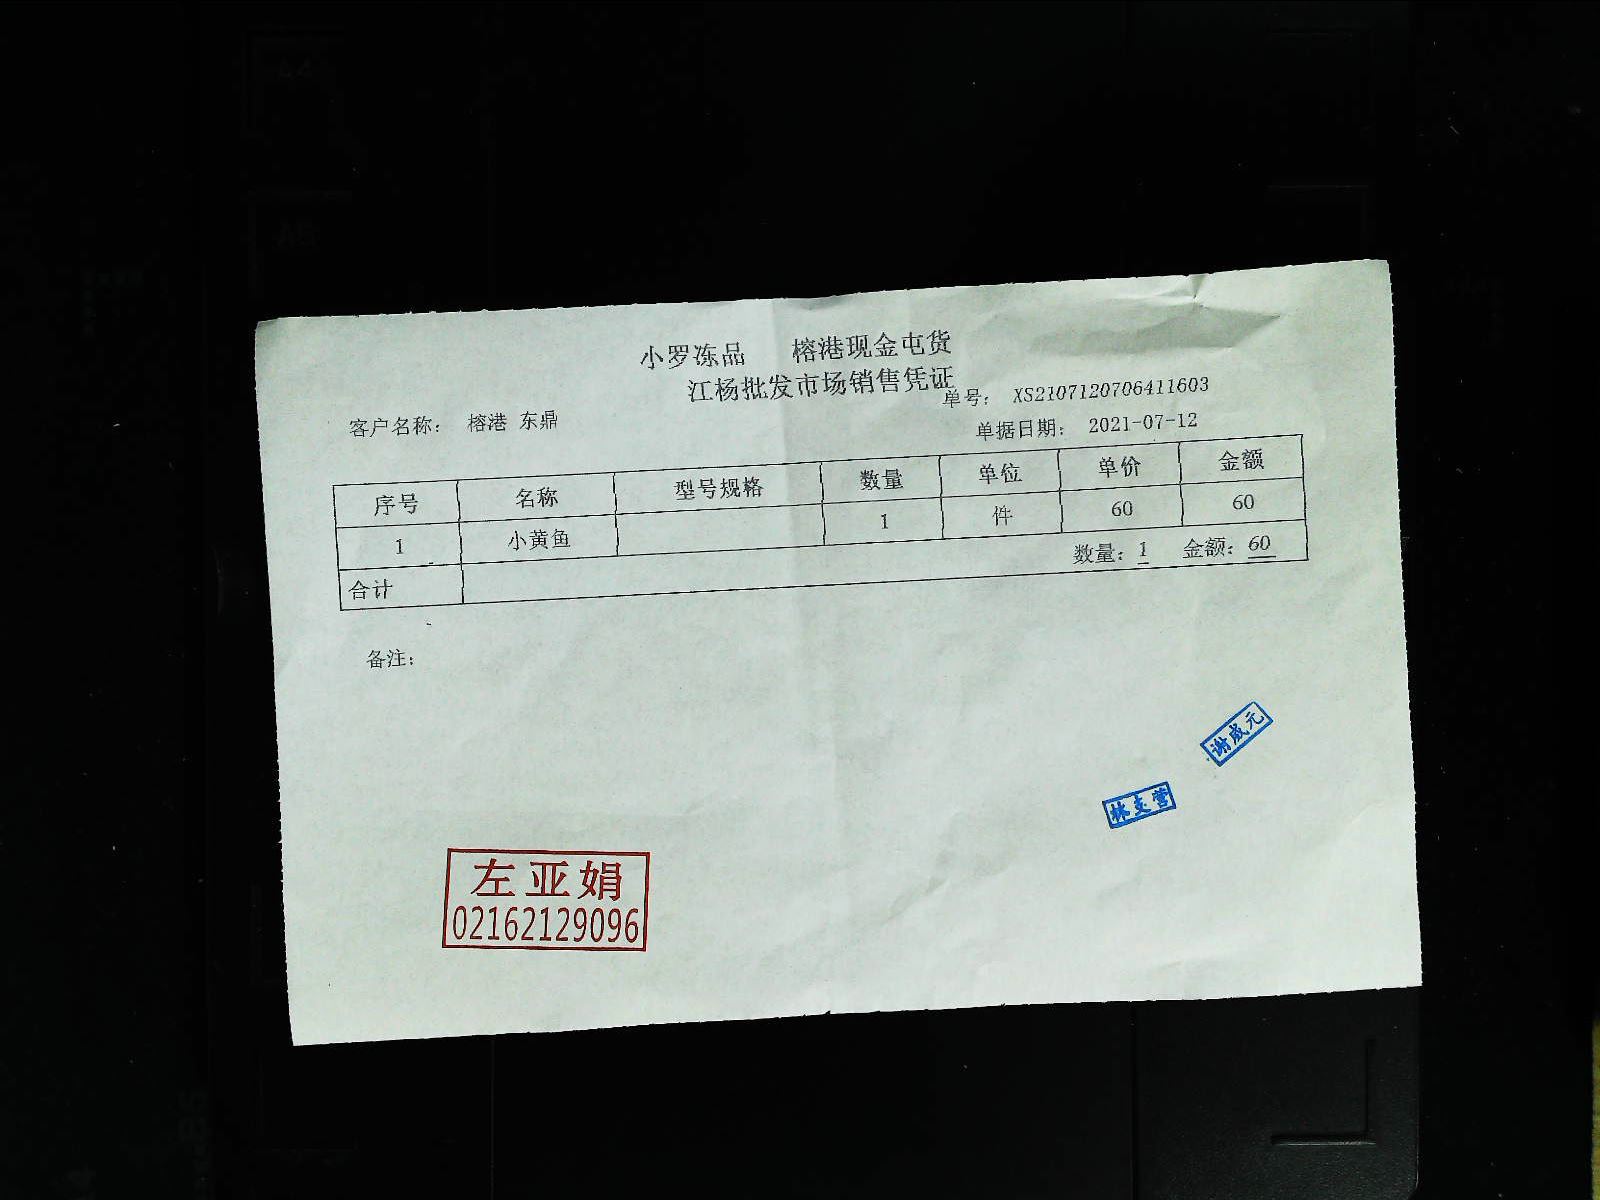 小罗冻品 榕港现金屯货
江杨批发市场销售凭证
单号： XS2107120706411603
客户名称： 榕港 东鼎
单据日期： 2021-07-12
序号 名称 型号规格 数量 单位 单价 金额
1 小黄鱼 1 件 60 60
合计 数量：1 金额：60
备注：
谢成元
林支营
左亚娟
02162129096